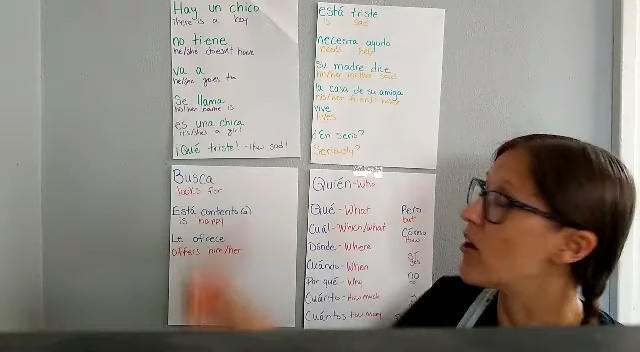 Hay un chico
There is a boy
no tiene
he/she doesn't have
va a
he/she goes to
Se llama
his/her name is
es una chica
it's/she's a girl
¡Qué triste! - How sad!
está triste
is sad
necesita ayuda
needs help
Su madre dice
his/her mother said
la casa de su amiga
his/her friend's house
vive
lives
¿En serio?
Seriously?
Busca
looks for
Está contento(a)
is happy
Le ofrece
offers him/her
Quién - Who
Qué - What
Cuál - Which/what
Dónde - Where
Cuándo - When
Por qué - Why
Cuánto - How much
Cuántos - How many
Pero
but
Cómo
how
sí
yes
no